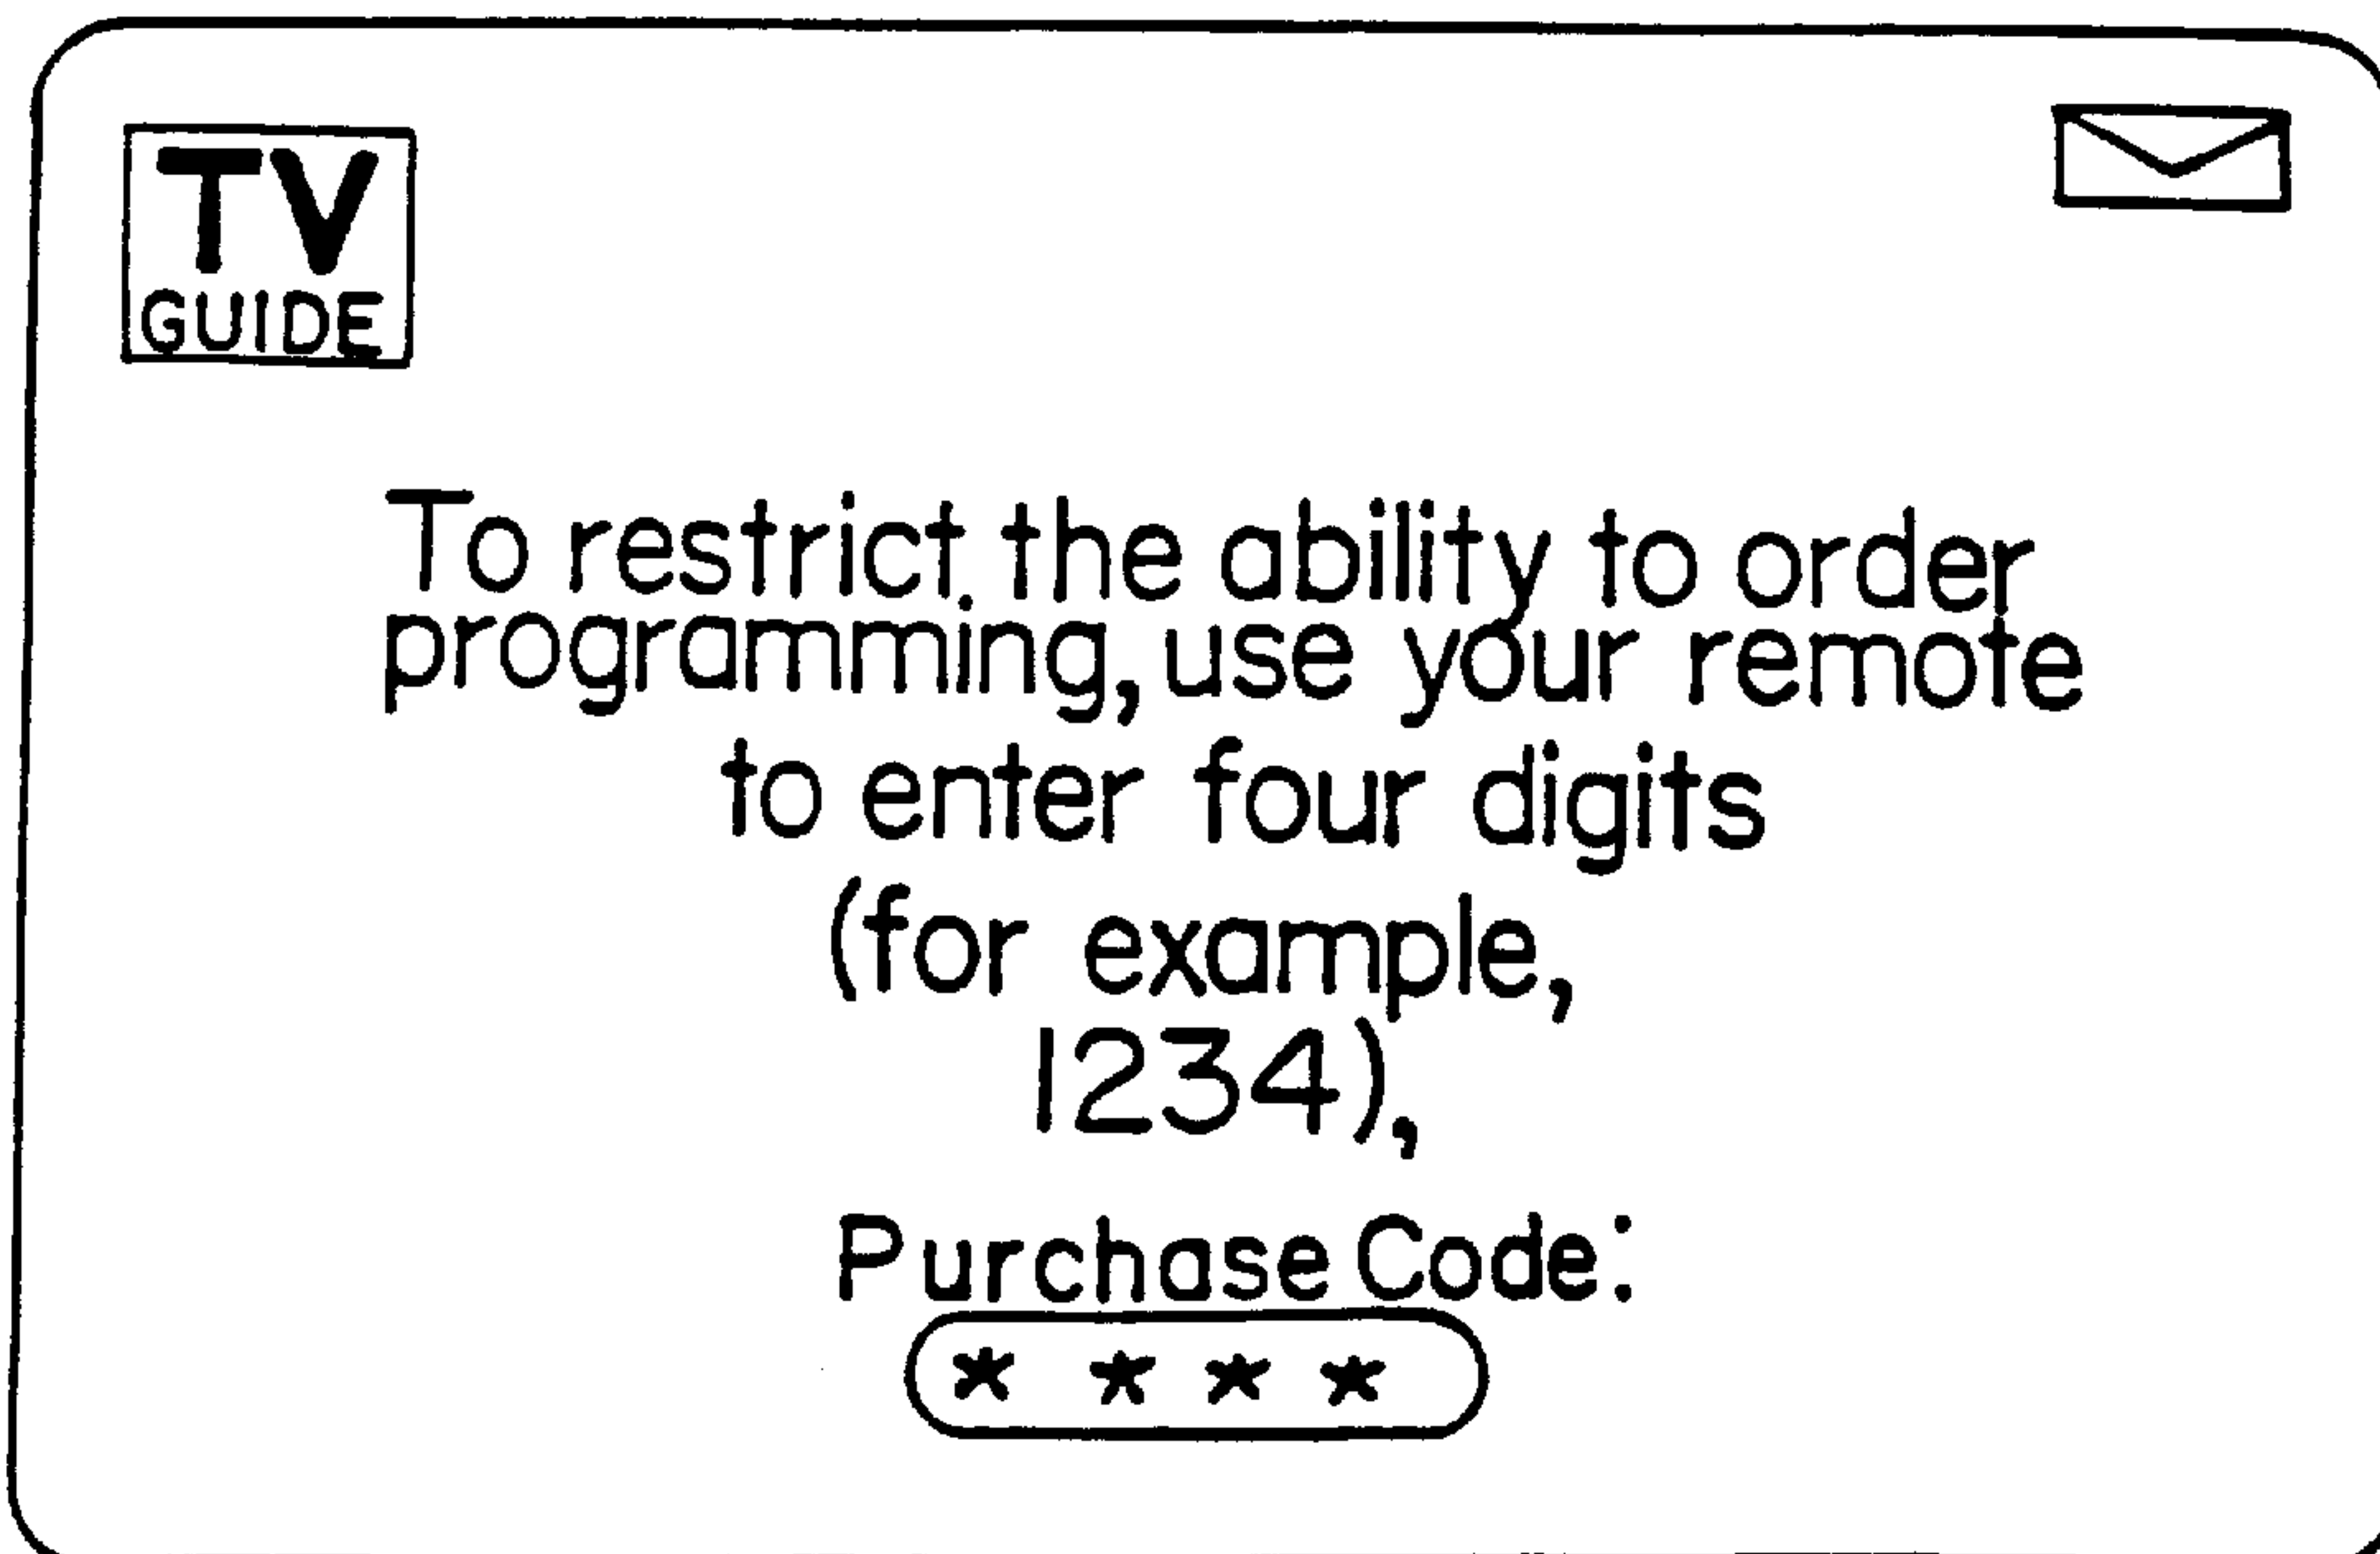 TV
GUIDE
To restrict the ability to order
programming, use your remote
to enter four digits
(for example,
1234),
Purchase Code:
* * * *